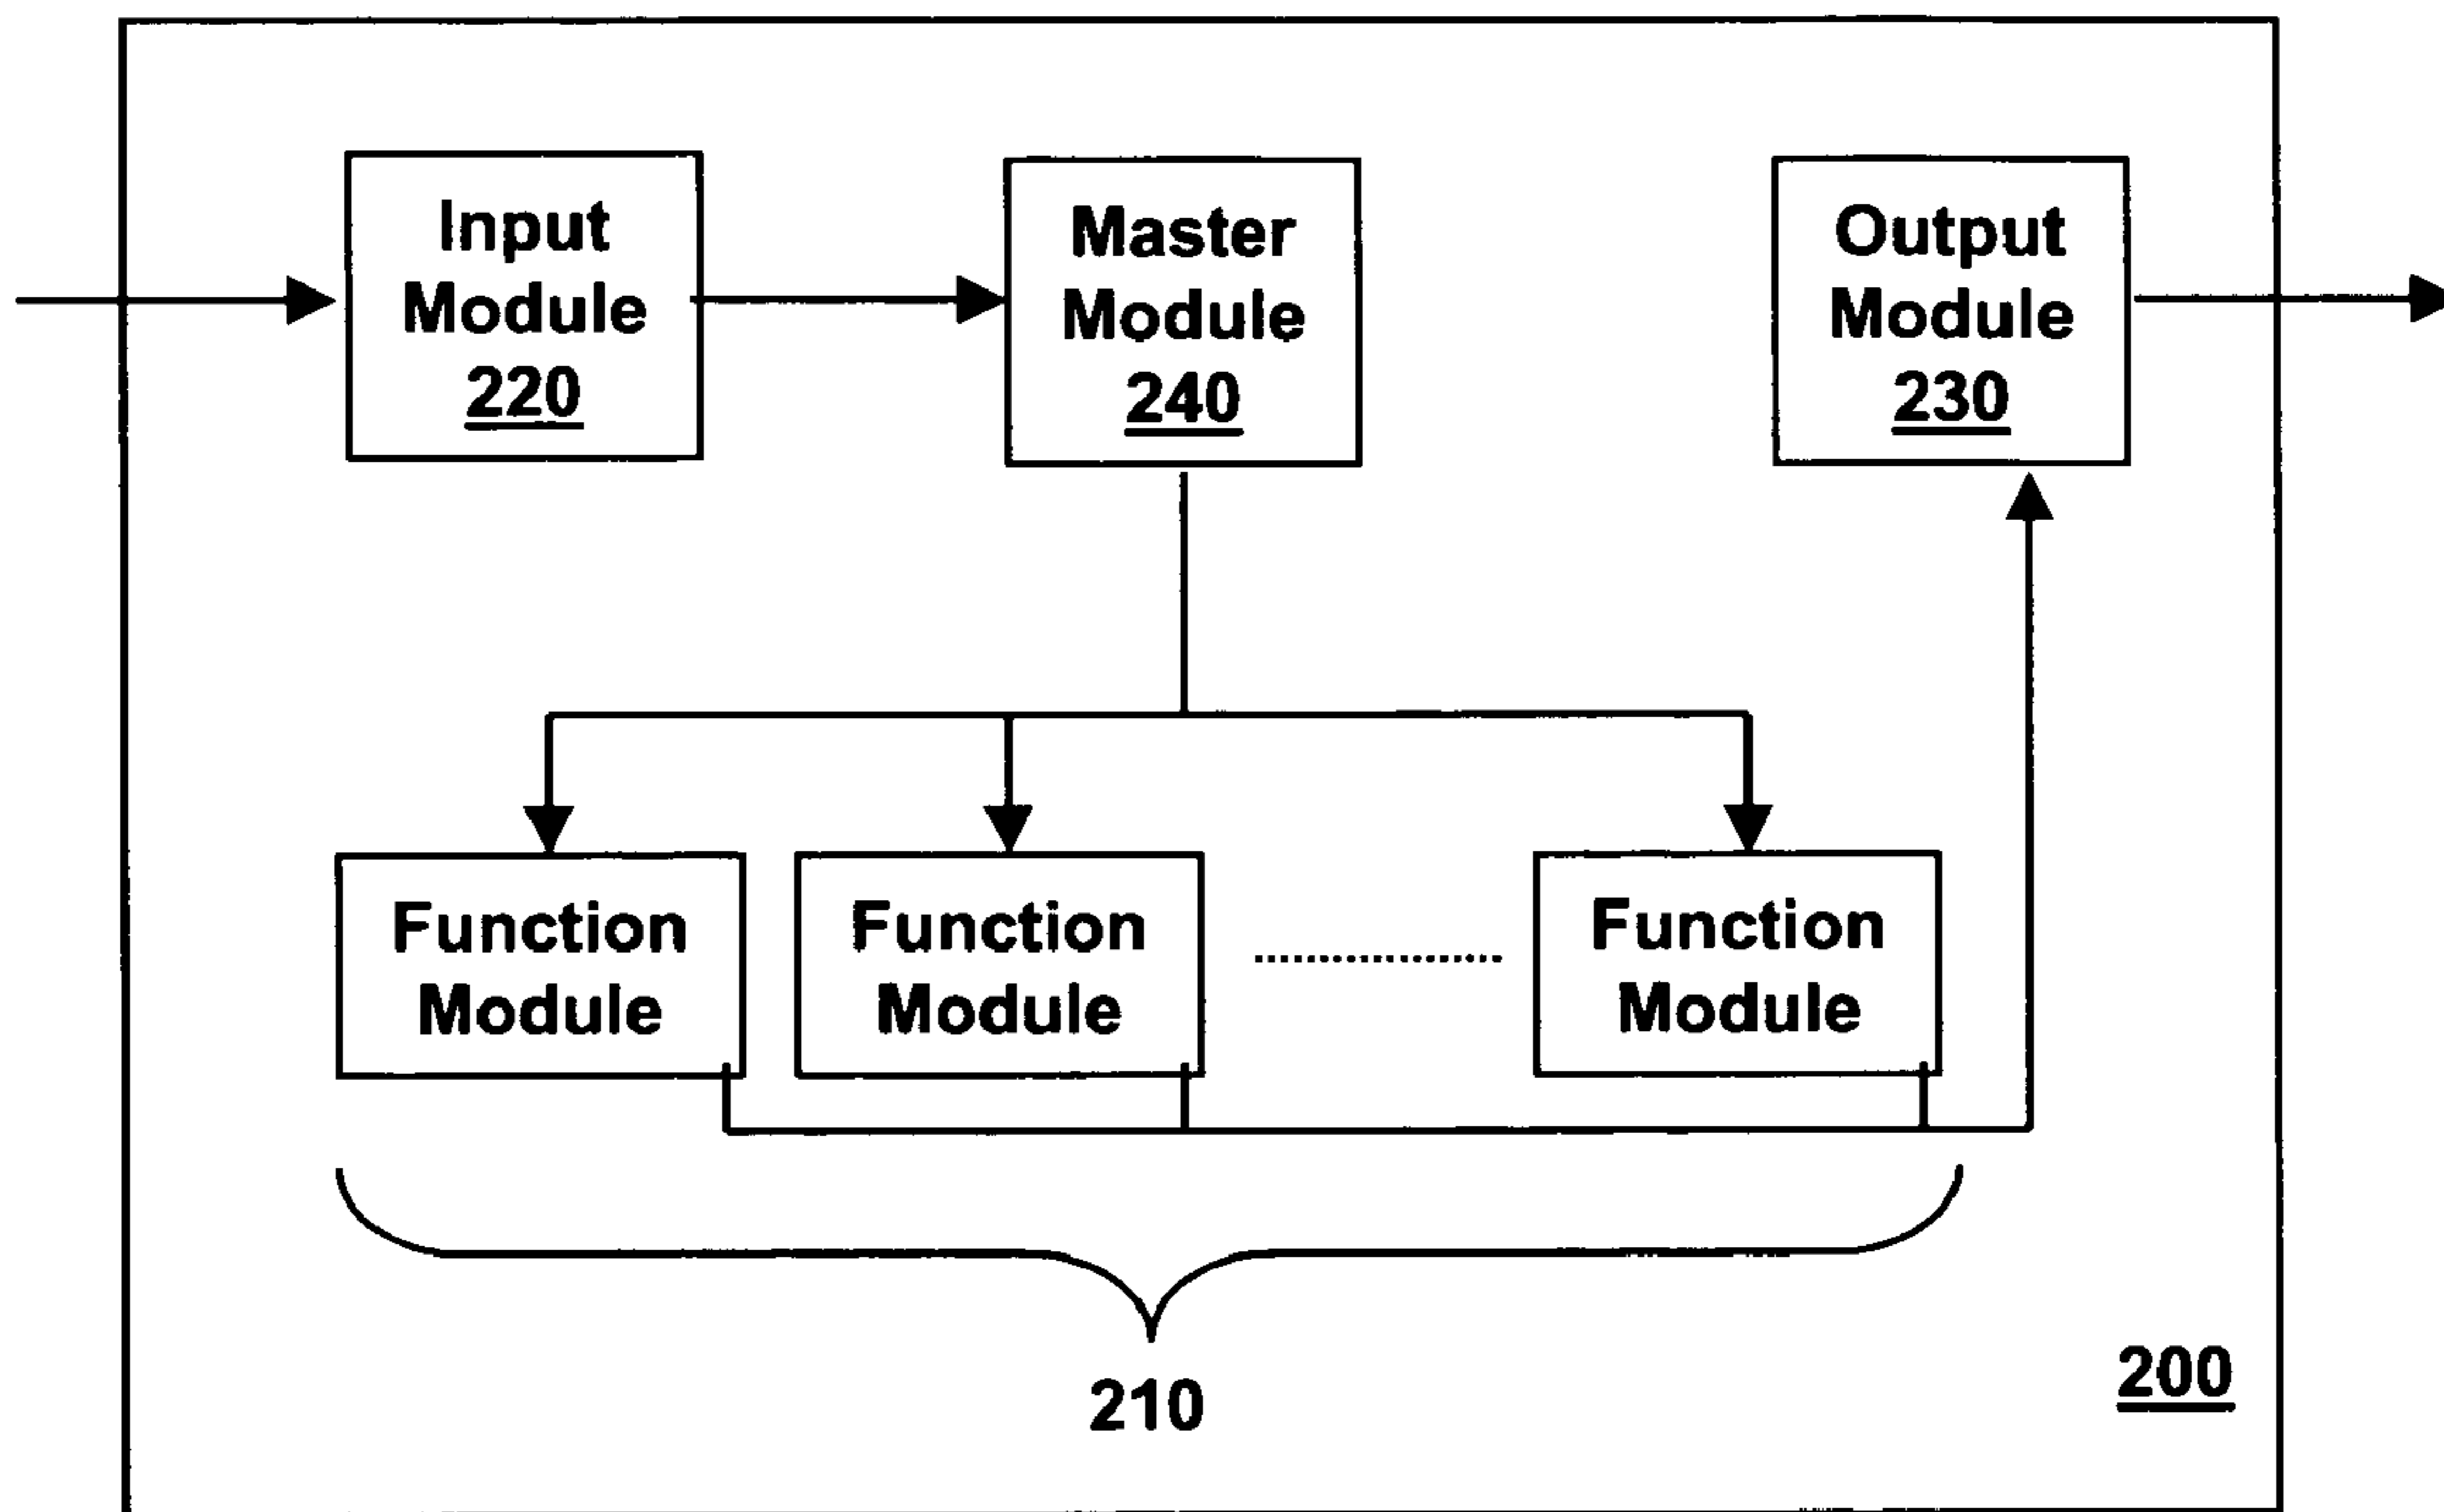 Input
Module
220
Master
Module
240
Output
Module
230
Function
Module
Function
Module
Function
Module
210
200